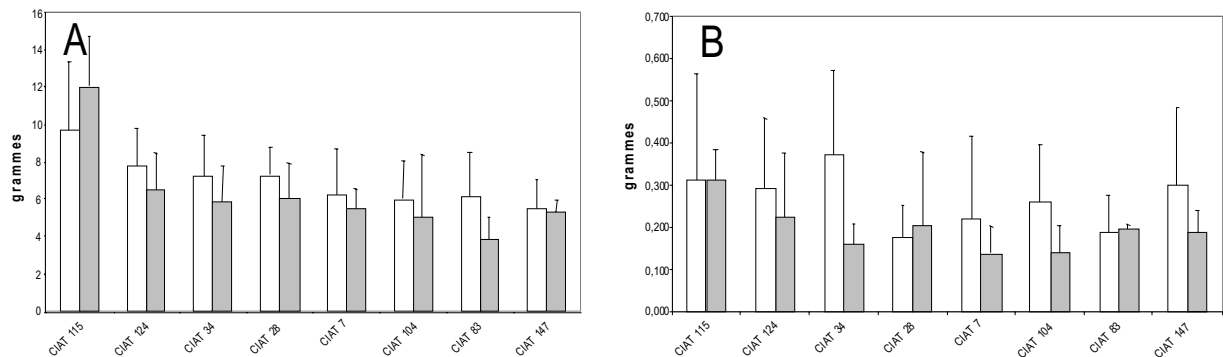 A
grammes
16
14
12
10
8
6
4
2
0
CIAT 115
CIAT 124
CIAT 34
CIAT 28
CIAT 7
CIAT 104
CIAT 83
CIAT 147
B
grammes
0,700
0,600
0,500
0,400
0,300
0,200
0,100
0,000
CIAT 115
CIAT 124
CIAT 34
CIAT 28
CIAT 7
CIAT 104
CIAT 83
CIAT 147